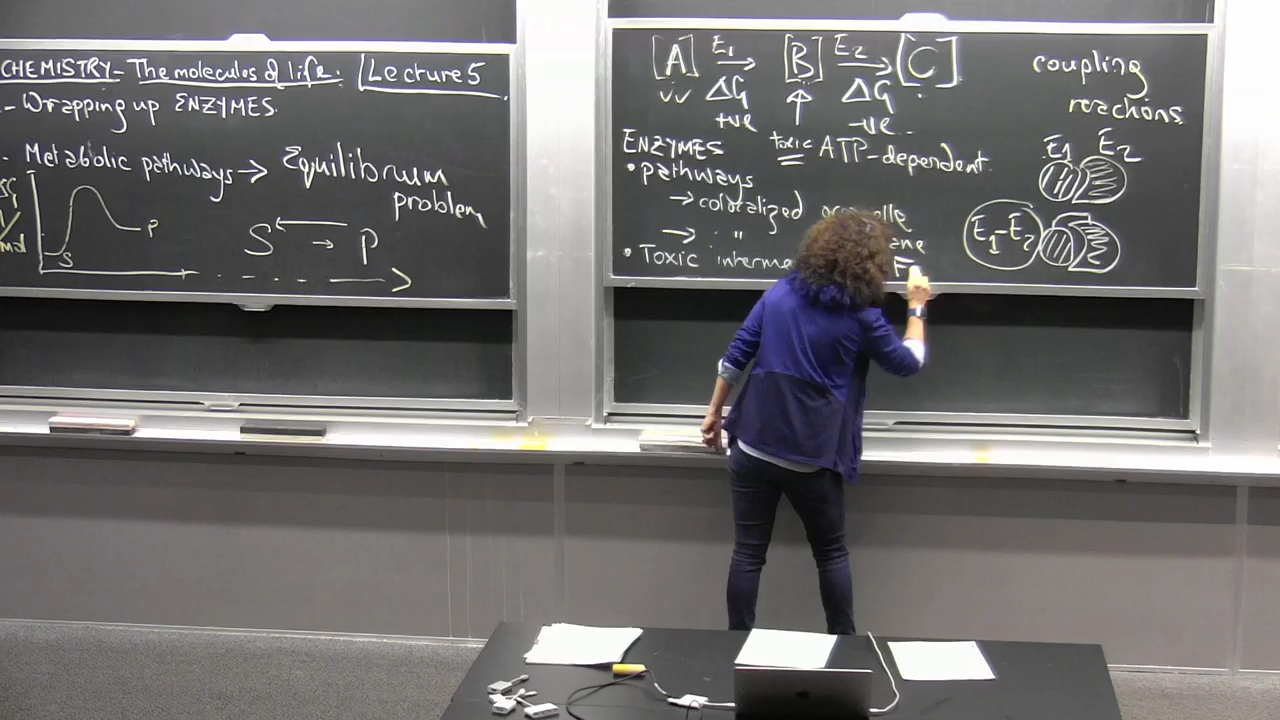 CHEMISTRY - The molecules of life. Lecture 5
- Wrapping up ENZYMES
- Metabolic pathways → Equilibrium
problem
P
S
S P
[A] E₁ → [B] E₂ → [C]
ΔG ΔG
+ve -ve
toxic ATP-dependent
coupling
reactions
ENZYMES
• pathways
→ colocalized
→ "
• Toxic
E₁ E₂
E₁-E₂